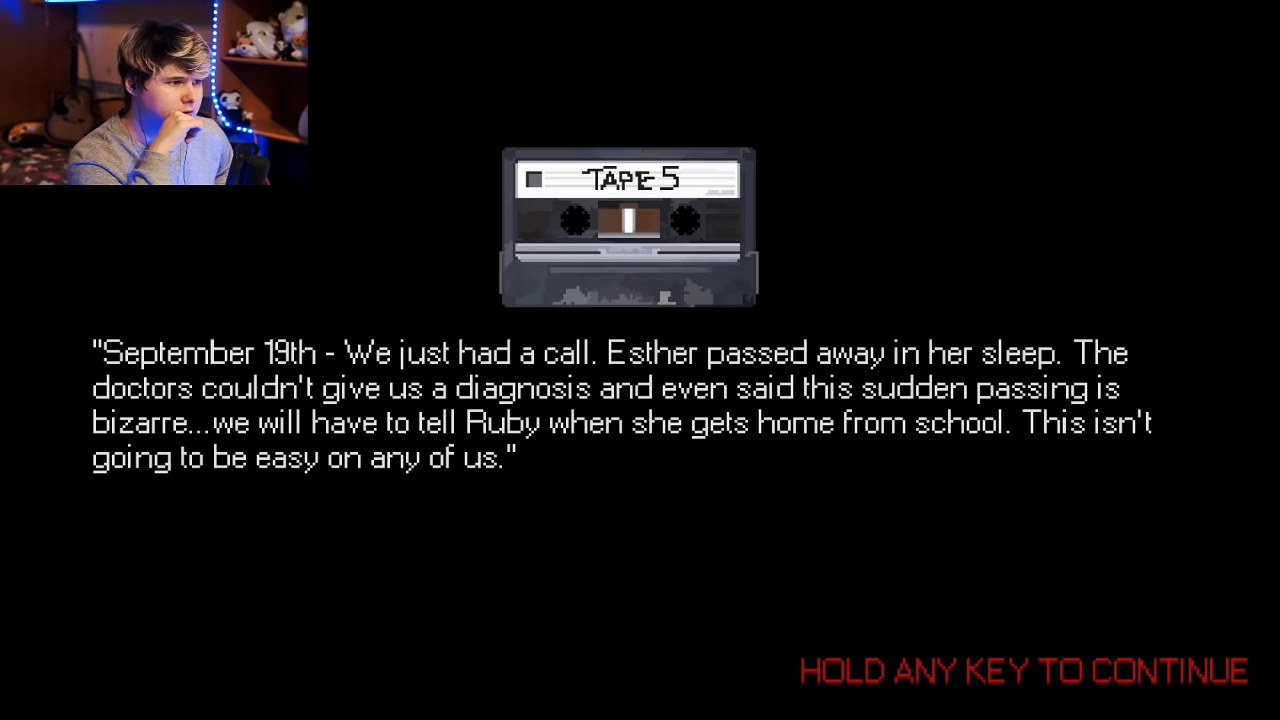 TAPE 5
"September 19th - We just had a call. Esther passed away in her sleep. The
doctors couldn't give us a diagnosis and even said this sudden passing is
bizarre...we will have to tell Ruby when she gets home from school. This isn't
going to be easy on any of us."
HOLD ANY KEY TO CONTINUE